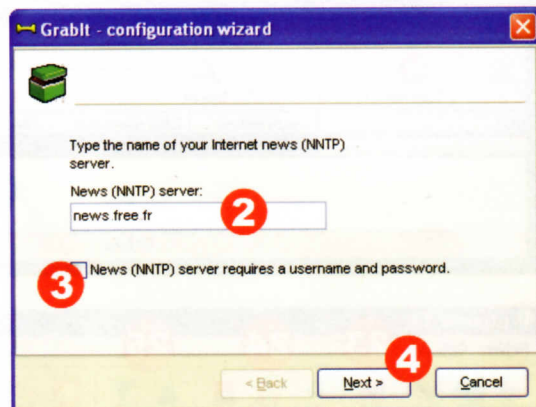 GrabIt - configuration wizard
Type the name of your Internet news (NNTP)
server.
News (NNTP) server:
news.free.fr
2
3
News (NNTP) server requires a username and password.
4
< Back
Next >
Cancel